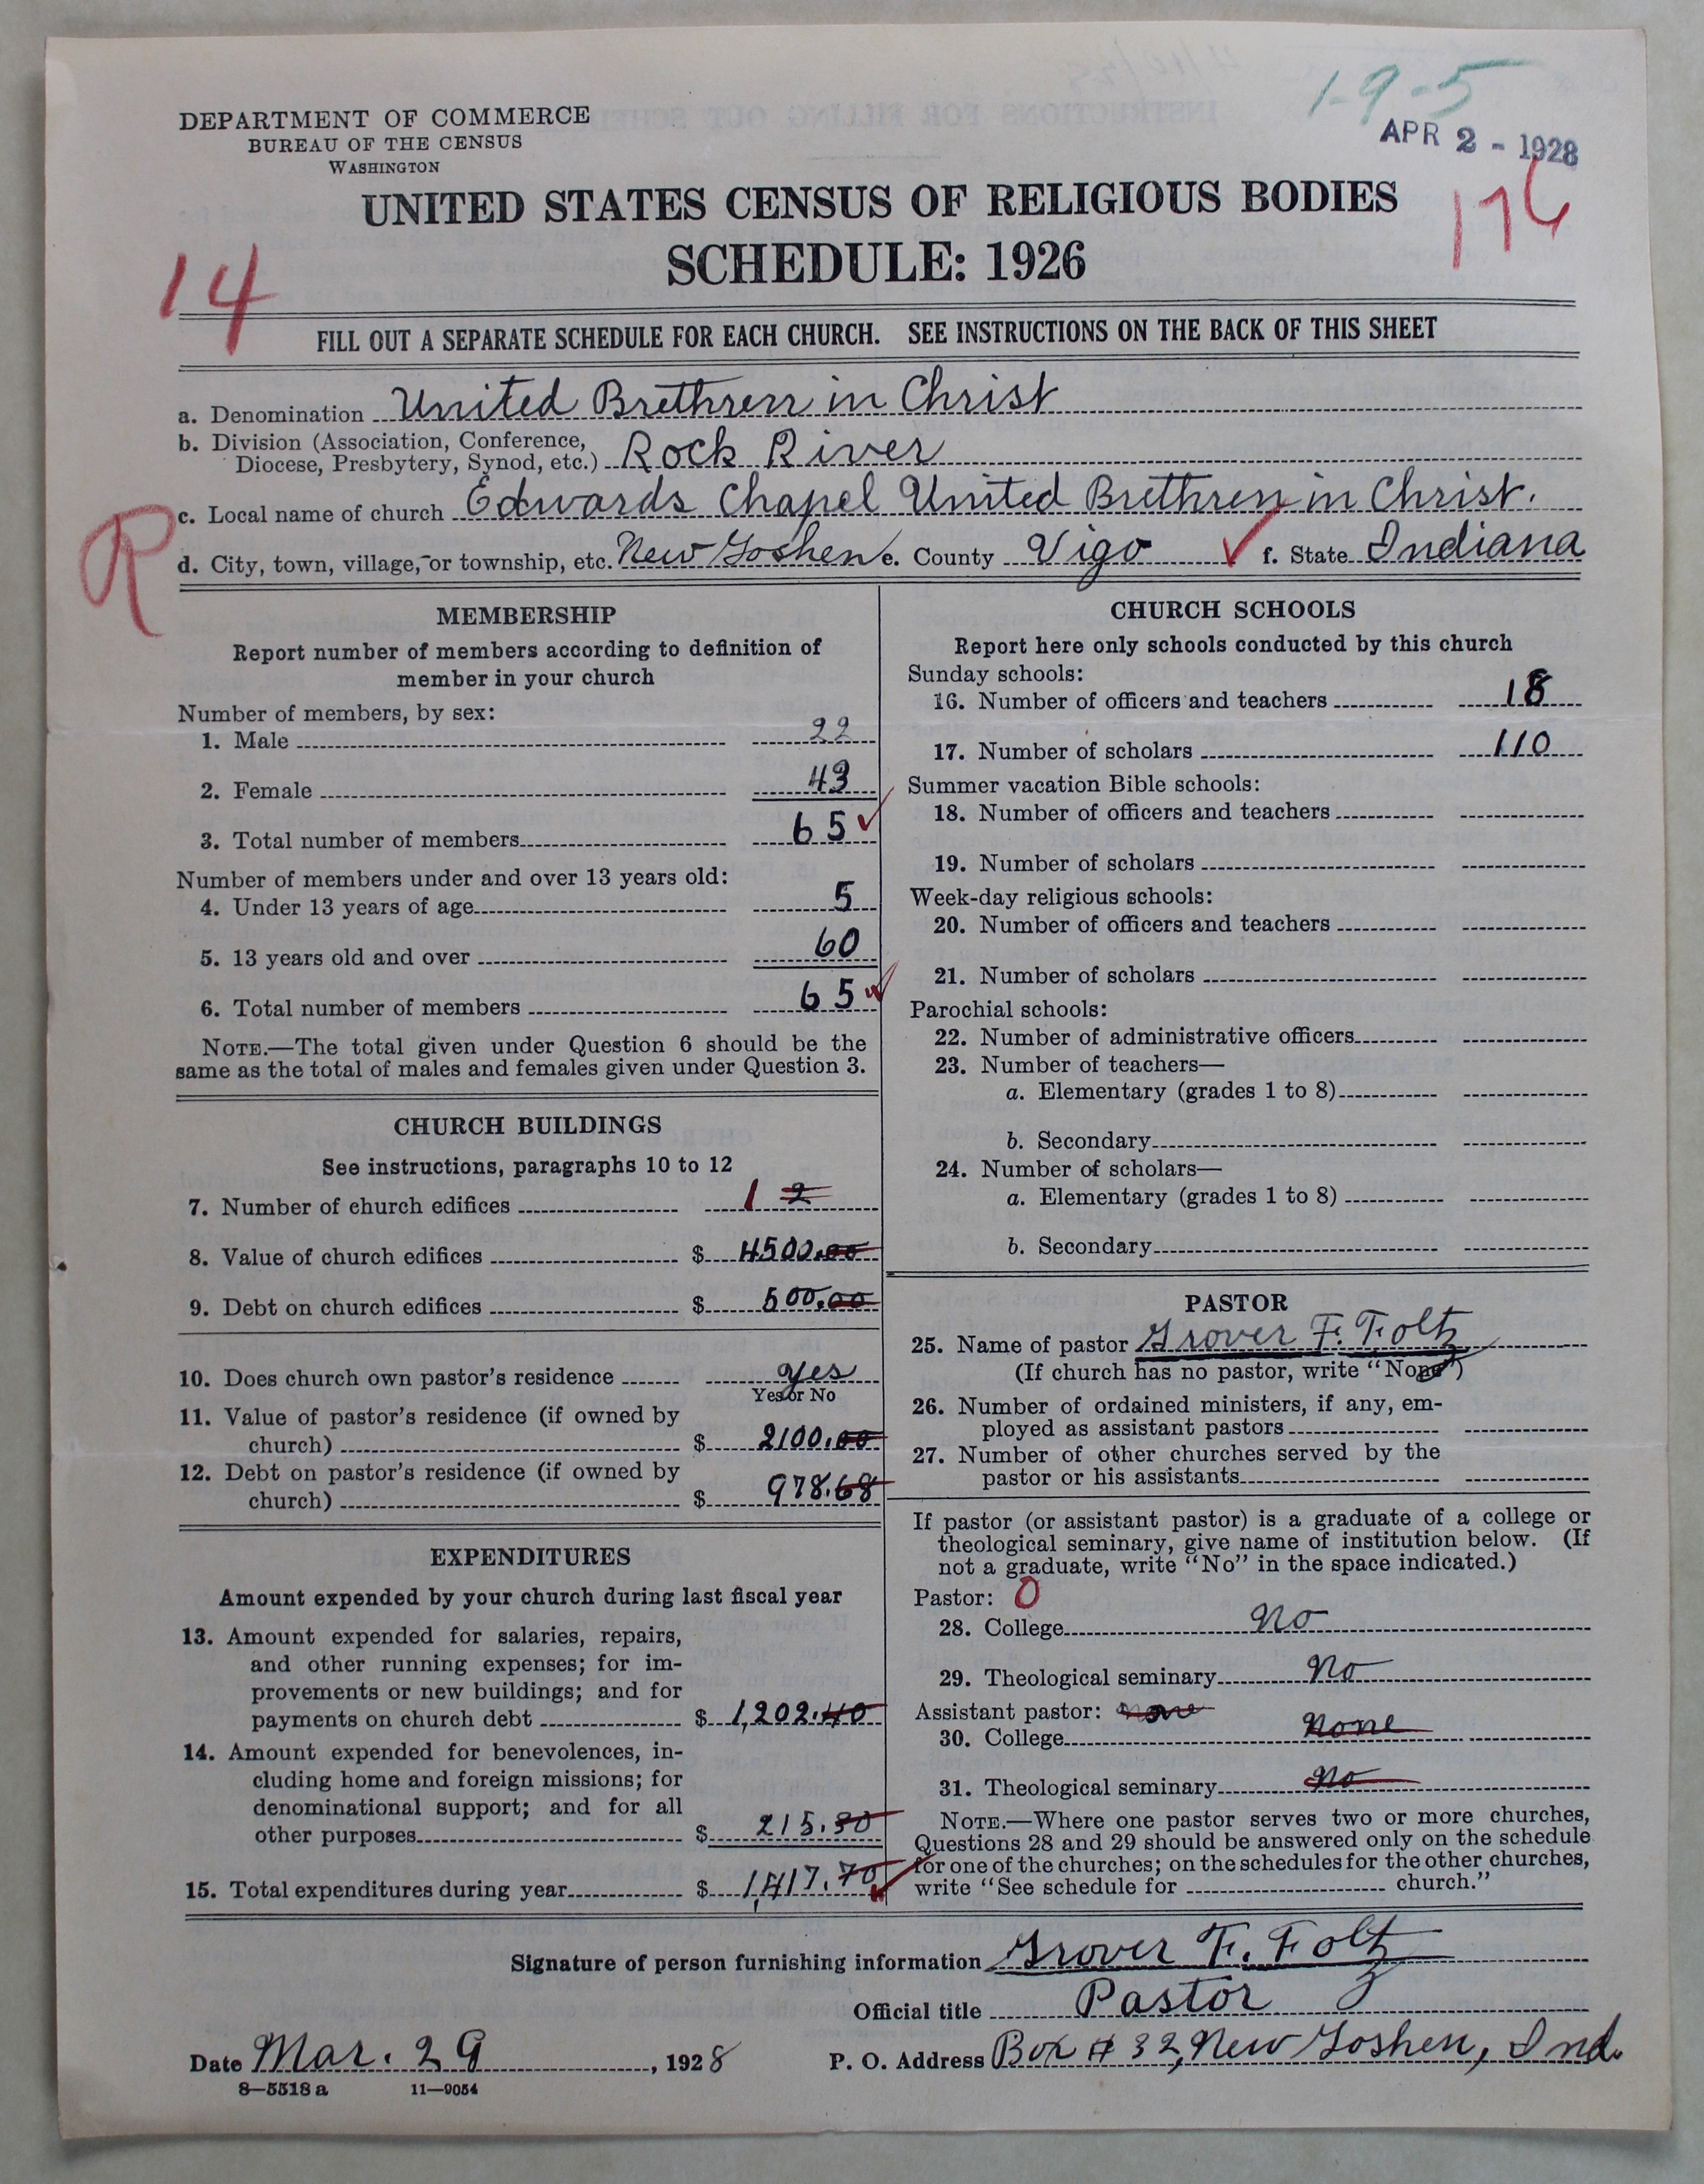 1-9-5
DEPARTMENT OF COMMERCE
BUREAU OF THE CENSUS
WASHINGTON
APR 2 - 1928
176
UNITED STATES CENSUS OF RELIGIOUS BODIES
SCHEDULE: 1926
14
FILL OUT A SEPARATE SCHEDULE FOR EACH CHURCH. SEE INSTRUCTIONS ON THE BACK OF THIS SHEET
a. Denomination United Brethren in Christ
b. Division (Association, Conference,
Diocese, Presbytery, Synod, etc.) Rock River
R
c. Local name of church Edwards Chapel United Brethren in Christ.
d. City, town, village, or township, etc. New Goshen e. County Vigo f. State Indiana
MEMBERSHIP
Report number of members according to definition of
member in your church
Number of members, by sex:
1. Male 22
2. Female 43
3. Total number of members 65
Number of members under and over 13 years old:
4. Under 13 years of age 5
5. 13 years old and over 60
6. Total number of members 65
NOTE.—The total given under Question 6 should be the
same as the total of males and females given under Question 3.
CHURCH BUILDINGS
See instructions, paragraphs 10 to 12
7. Number of church edifices 1 2
8. Value of church edifices $ 4500.00
9. Debt on church edifices $ 500.00
10. Does church own pastor's residence yes
Yes or No
11. Value of pastor's residence (if owned by
church) $ 2100.00
12. Debt on pastor's residence (if owned by
church) $ 978.68
EXPENDITURES
Amount expended by your church during last fiscal year
13. Amount expended for salaries, repairs,
and other running expenses; for im-
provements or new buildings; and for
payments on church debt $ 1,202.40
14. Amount expended for benevolences, in-
cluding home and foreign missions; for
denominational support; and for all
other purposes $ 215.30
15. Total expenditures during year $ 1,417.70
CHURCH SCHOOLS
Report here only schools conducted by this church
Sunday schools:
16. Number of officers and teachers 18
17. Number of scholars 110
Summer vacation Bible schools:
18. Number of officers and teachers
19. Number of scholars
Week-day religious schools:
20. Number of officers and teachers
21. Number of scholars
Parochial schools:
22. Number of administrative officers
23. Number of teachers—
a. Elementary (grades 1 to 8)
b. Secondary
24. Number of scholars—
a. Elementary (grades 1 to 8)
b. Secondary
PASTOR
25. Name of pastor Grover F. Foltz
(If church has no pastor, write "None")
26. Number of ordained ministers, if any, em-
ployed as assistant pastors
27. Number of other churches served by the
pastor or his assistants
If pastor (or assistant pastor) is a graduate of a college or
theological seminary, give name of institution below. (If
not a graduate, write "No" in the space indicated.)
Pastor: 0
28. College No
29. Theological seminary No
Assistant pastor: none
30. College none
31. Theological seminary No
NOTE.—Where one pastor serves two or more churches,
Questions 28 and 29 should be answered only on the schedule
for one of the churches; on the schedules for the other churches,
write "See schedule for church."
Signature of person furnishing information Grover F. Foltz
Official title Pastor
Date Mar. 29, 1928 P. O. Address Box # 32, New Goshen, Ind.
8—5518 a 11—9054